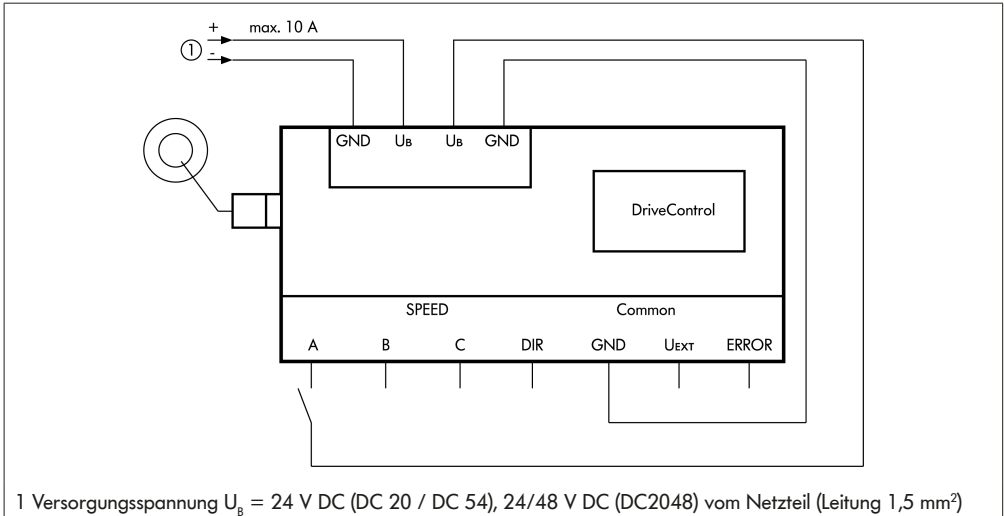 + max. 10 A
① -
GND UB UB GND
DriveControl
SPEED Common
A B C DIR GND UEXT ERROR
1 Versorgungsspannung UB = 24 V DC (DC 20 / DC 54), 24/48 V DC (DC2048) vom Netzteil (Leitung 1,5 mm²)